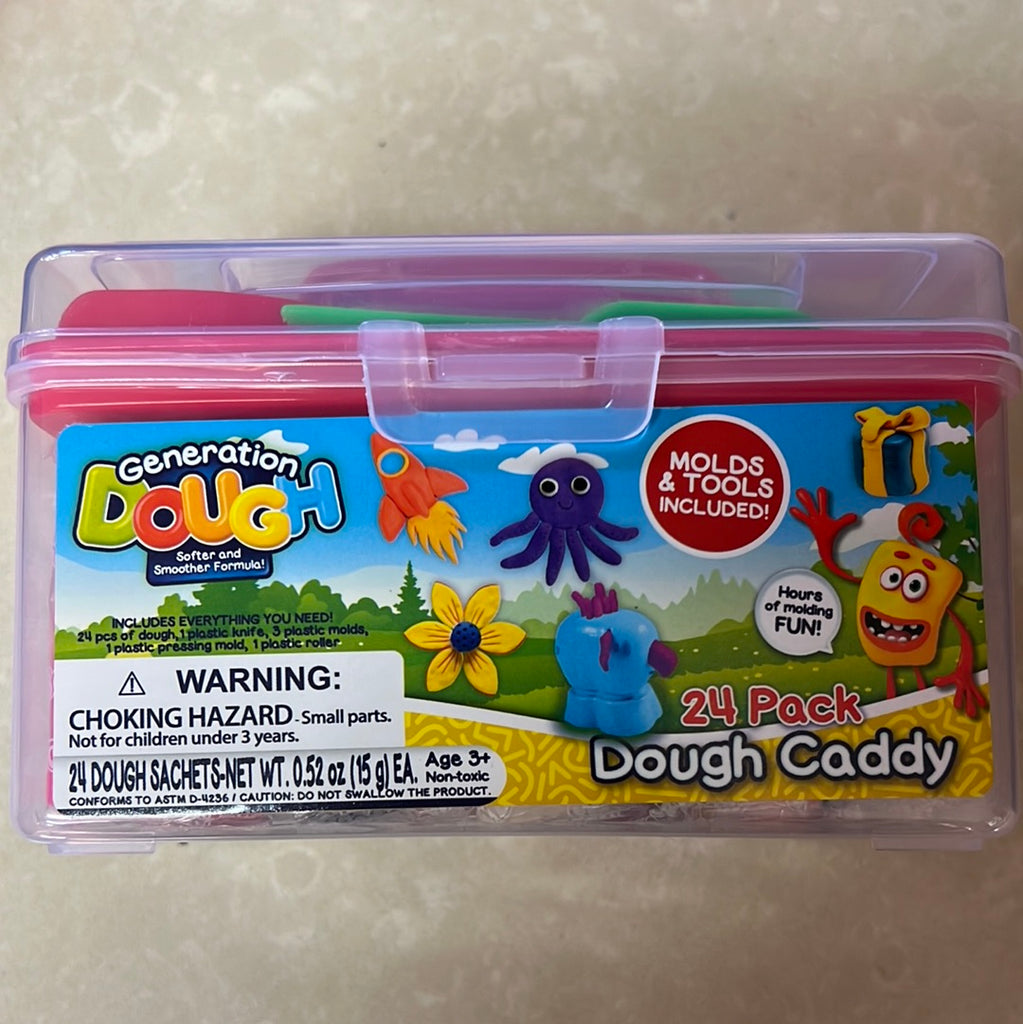 Generation
DOUGH
Softer and
Smoother Formula!
MOLDS
& TOOLS
INCLUDED!
Hours
of molding
FUN!
INCLUDES EVERYTHING YOU NEED!
24 pcs of dough, 1 plastic knife, 3 plastic molds,
1 plastic pressing mold, 1 plastic roller
WARNING:
CHOKING HAZARD - Small parts.
Not for children under 3 years.
24 DOUGH SACHETS-NET WT. 0.52 oz (15 g) EA.
Age 3+
Non-toxic
CONFORMS TO ASTM D-4236 / CAUTION: DO NOT SWALLOW THE PRODUCT.
24 Pack
Dough Caddy